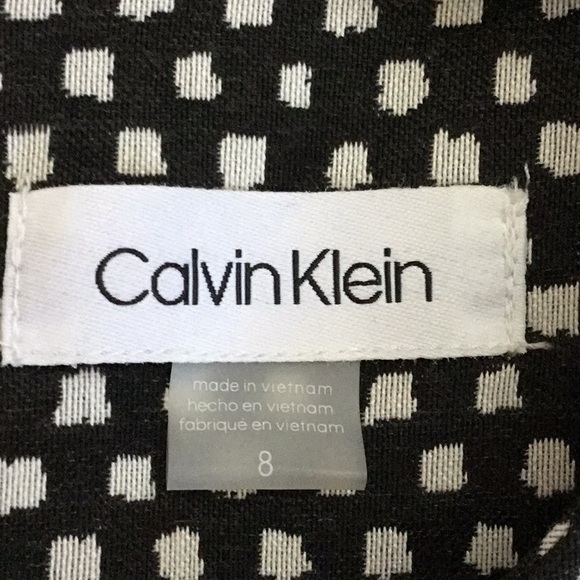 Calvin Klein
made in vietnam
hecho en vietnam
fabriqué en vietnam
8